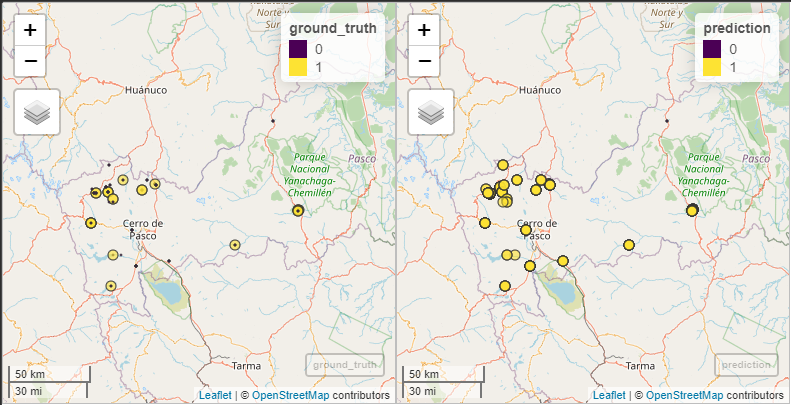 +
−
ground_truth
0
1
Norte y
Sur
Huánuco
Parque
Nacional
Yanachaga-
Chemillén
Pasco
Cerro de
Pasco
Tarma
50 km
30 mi
ground_truth
Leaflet | © OpenStreetMap contributors
+
−
prediction
0
1
Norte y
Sur
Huánuco
Parque
Nacional
Yanachaga-
Chemillén
Pasco
Cerro de
Pasco
Tarma
50 km
30 mi
prediction
Leaflet | © OpenStreetMap contributors